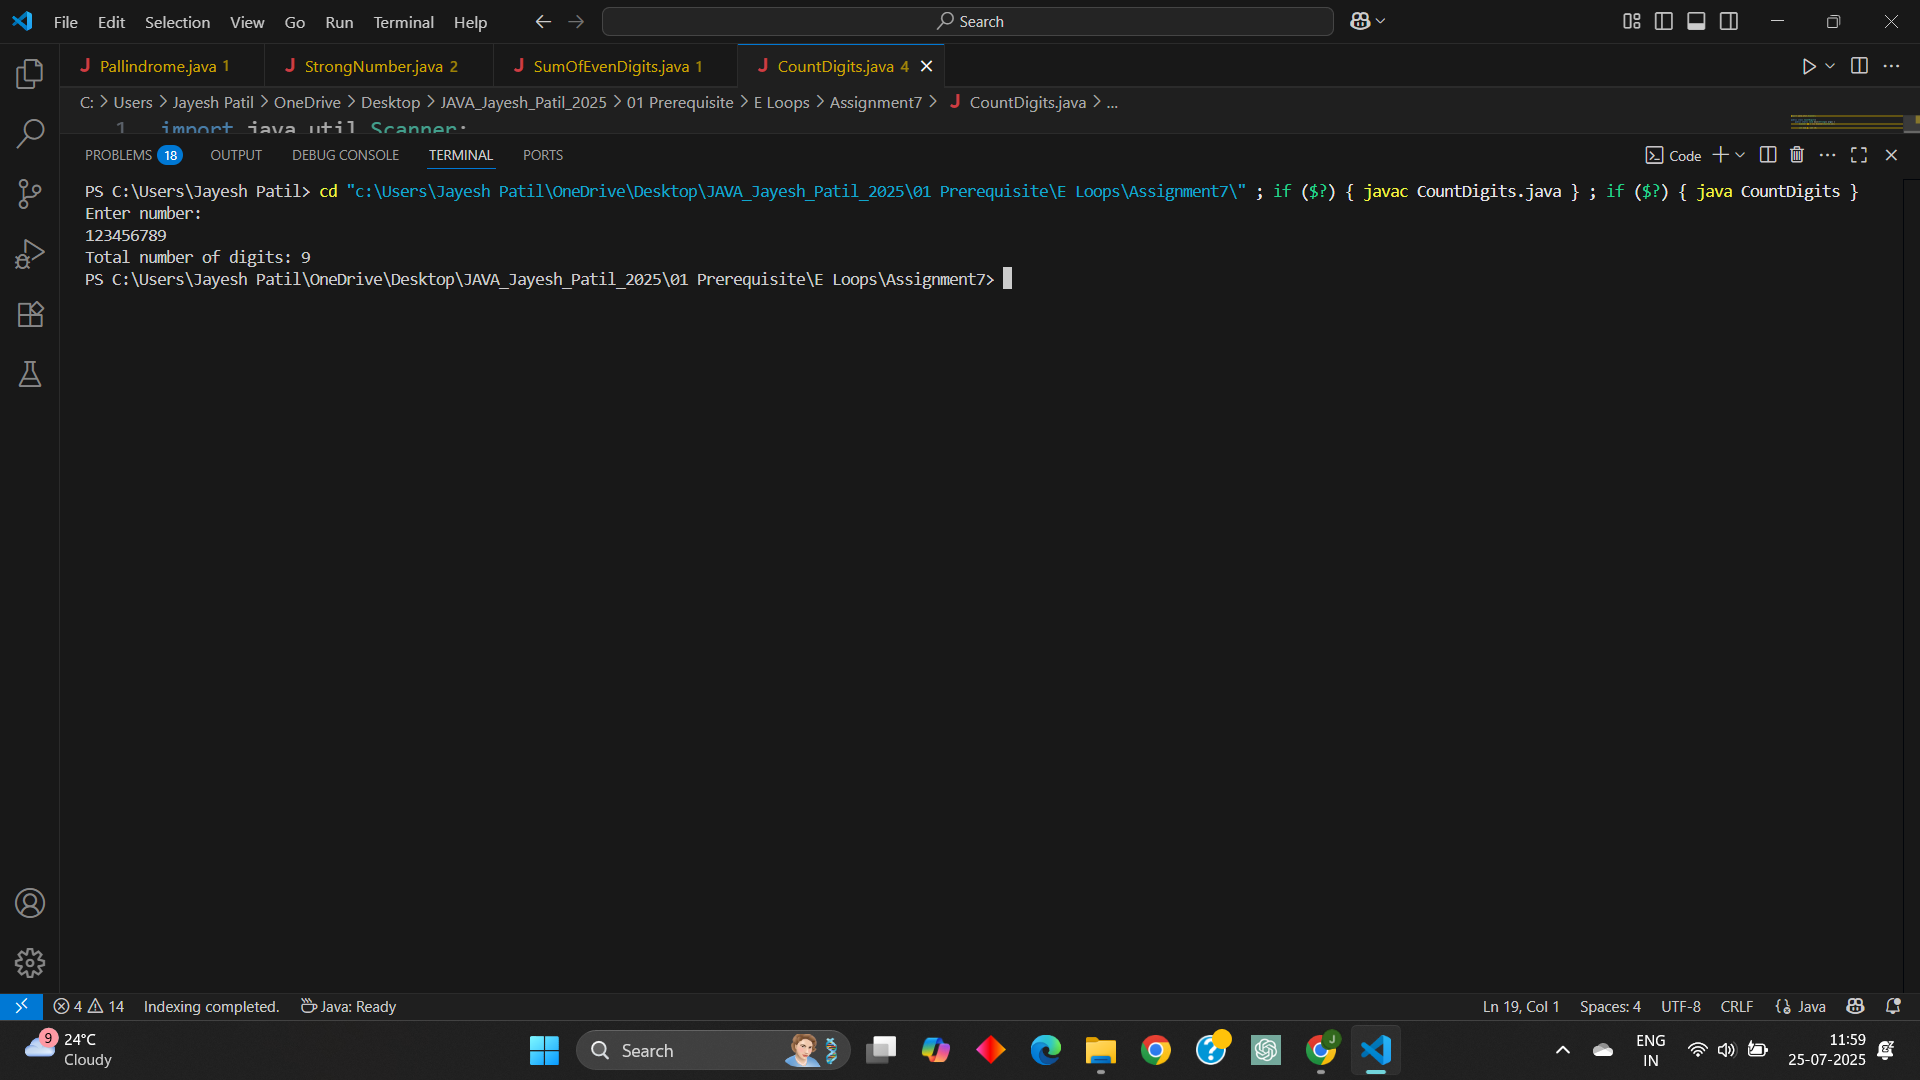 File Edit Selection View Go Run Terminal Help Search
Pallindrome.java 1 StrongNumber.java 2 SumOfEvenDigits.java 1 CountDigits.java 4
C: > Users > Jayesh Patil > OneDrive > Desktop > JAVA_Jayesh_Patil_2025 > 01 Prerequisite > E Loops > Assignment7 > CountDigits.java > ...
1 import java.util.Scanner;
PROBLEMS 18 OUTPUT DEBUG CONSOLE TERMINAL PORTS Code
PS C:\Users\Jayesh Patil> cd "c:\Users\Jayesh Patil\OneDrive\Desktop\JAVA_Jayesh_Patil_2025\01 Prerequisite\E Loops\Assignment7\" ; if ($?) { javac CountDigits.java } ; if ($?) { java CountDigits }
Enter number:
123456789
Total number of digits: 9
PS C:\Users\Jayesh Patil\OneDrive\Desktop\JAVA_Jayesh_Patil_2025\01 Prerequisite\E Loops\Assignment7>
4 14 Indexing completed. Java: Ready Ln 19, Col 1 Spaces: 4 UTF-8 CRLF Java
9 24°C
Cloudy
Search
J
ENG
IN
11:59
25-07-2025